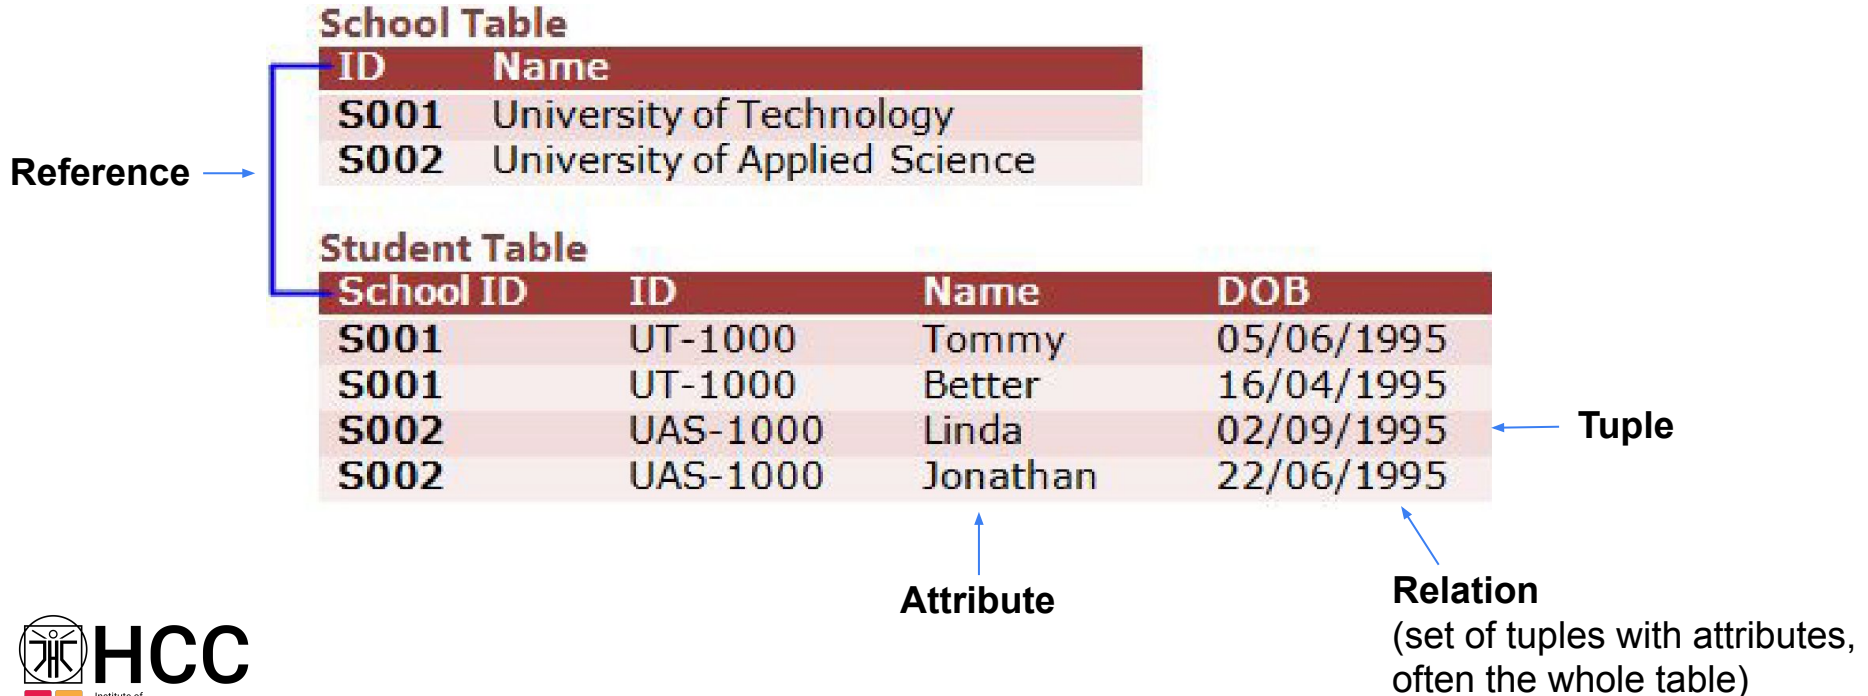 School Table
ID Name
S001 University of Technology
S002 University of Applied Science
Reference
Student Table
School ID ID Name DOB
S001 UT-1000 Tommy 05/06/1995
S001 UT-1000 Better 16/04/1995
S002 UAS-1000 Linda 02/09/1995
S002 UAS-1000 Jonathan 22/06/1995
Tuple
Attribute
Relation
(set of tuples with attributes,
often the whole table)
HCC
Institute of